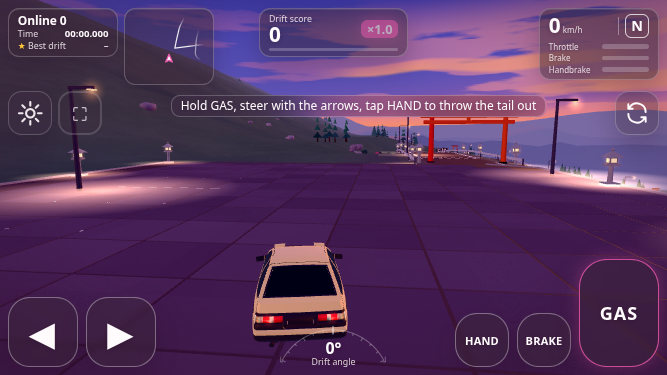 Online 0
Time 00:00.000
★ Best drift –
Drift score
0 ×1.0
0 km/h N
Throttle
Brake
Handbrake
Hold GAS, steer with the arrows, tap HAND to throw the tail out
◀ ▶
HAND BRAKE GAS
0°
Drift angle